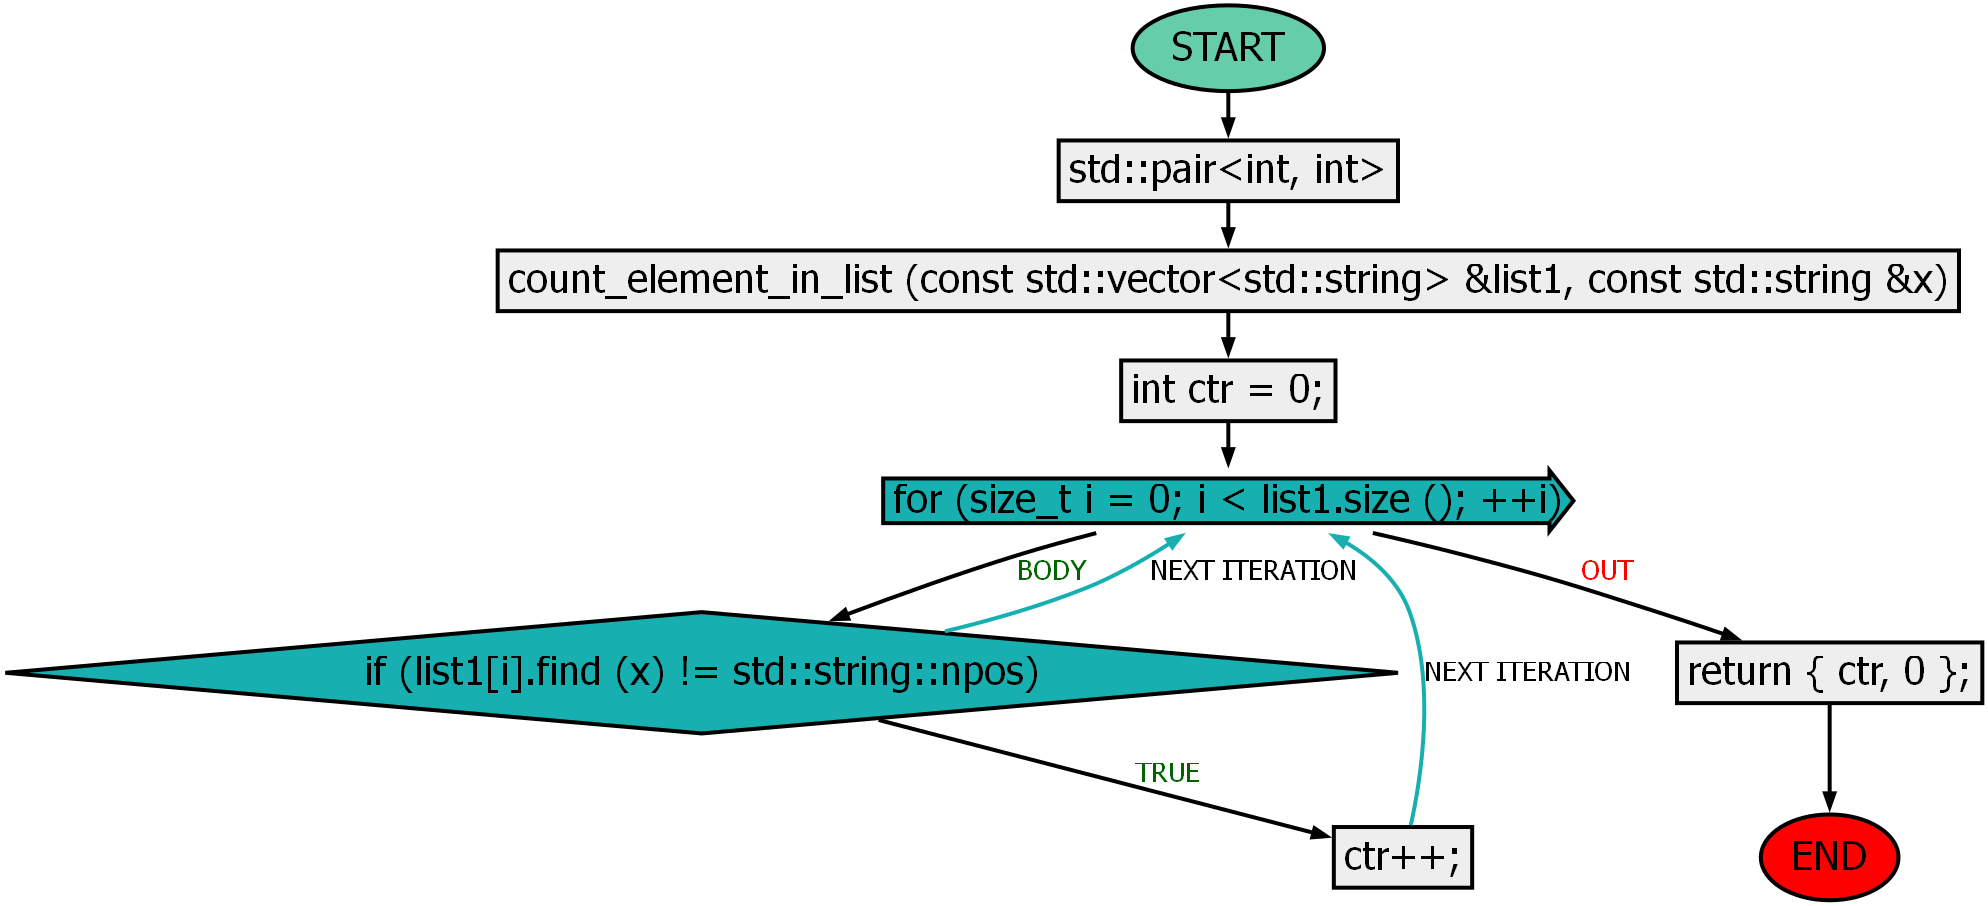 START
std::pair<int, int>
count_element_in_list (const std::vector<std::string> &list1, const std::string &x)
int ctr = 0;
for (size_t i = 0; i < list1.size (); ++i)
BODY
NEXT ITERATION
OUT
if (list1[i].find (x) != std::string::npos)
NEXT ITERATION
return { ctr, 0 };
TRUE
ctr++;
END